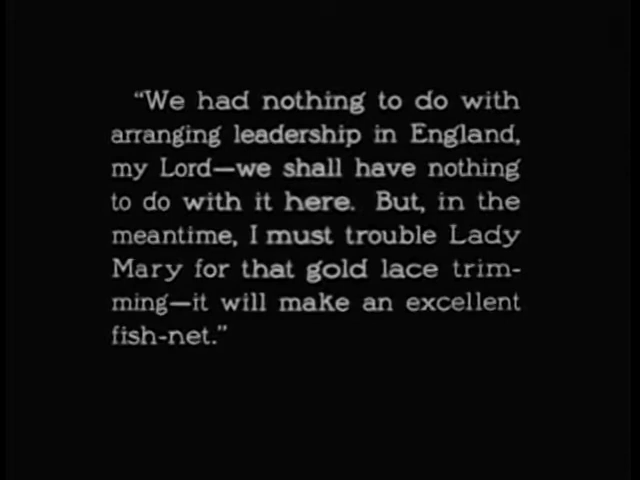 “We had nothing to do with
arranging leadership in England,
my Lord—we shall have nothing
to do with it here. But, in the
meantime, I must trouble Lady
Mary for that gold lace trim-
ming—it will make an excellent
fish-net.”